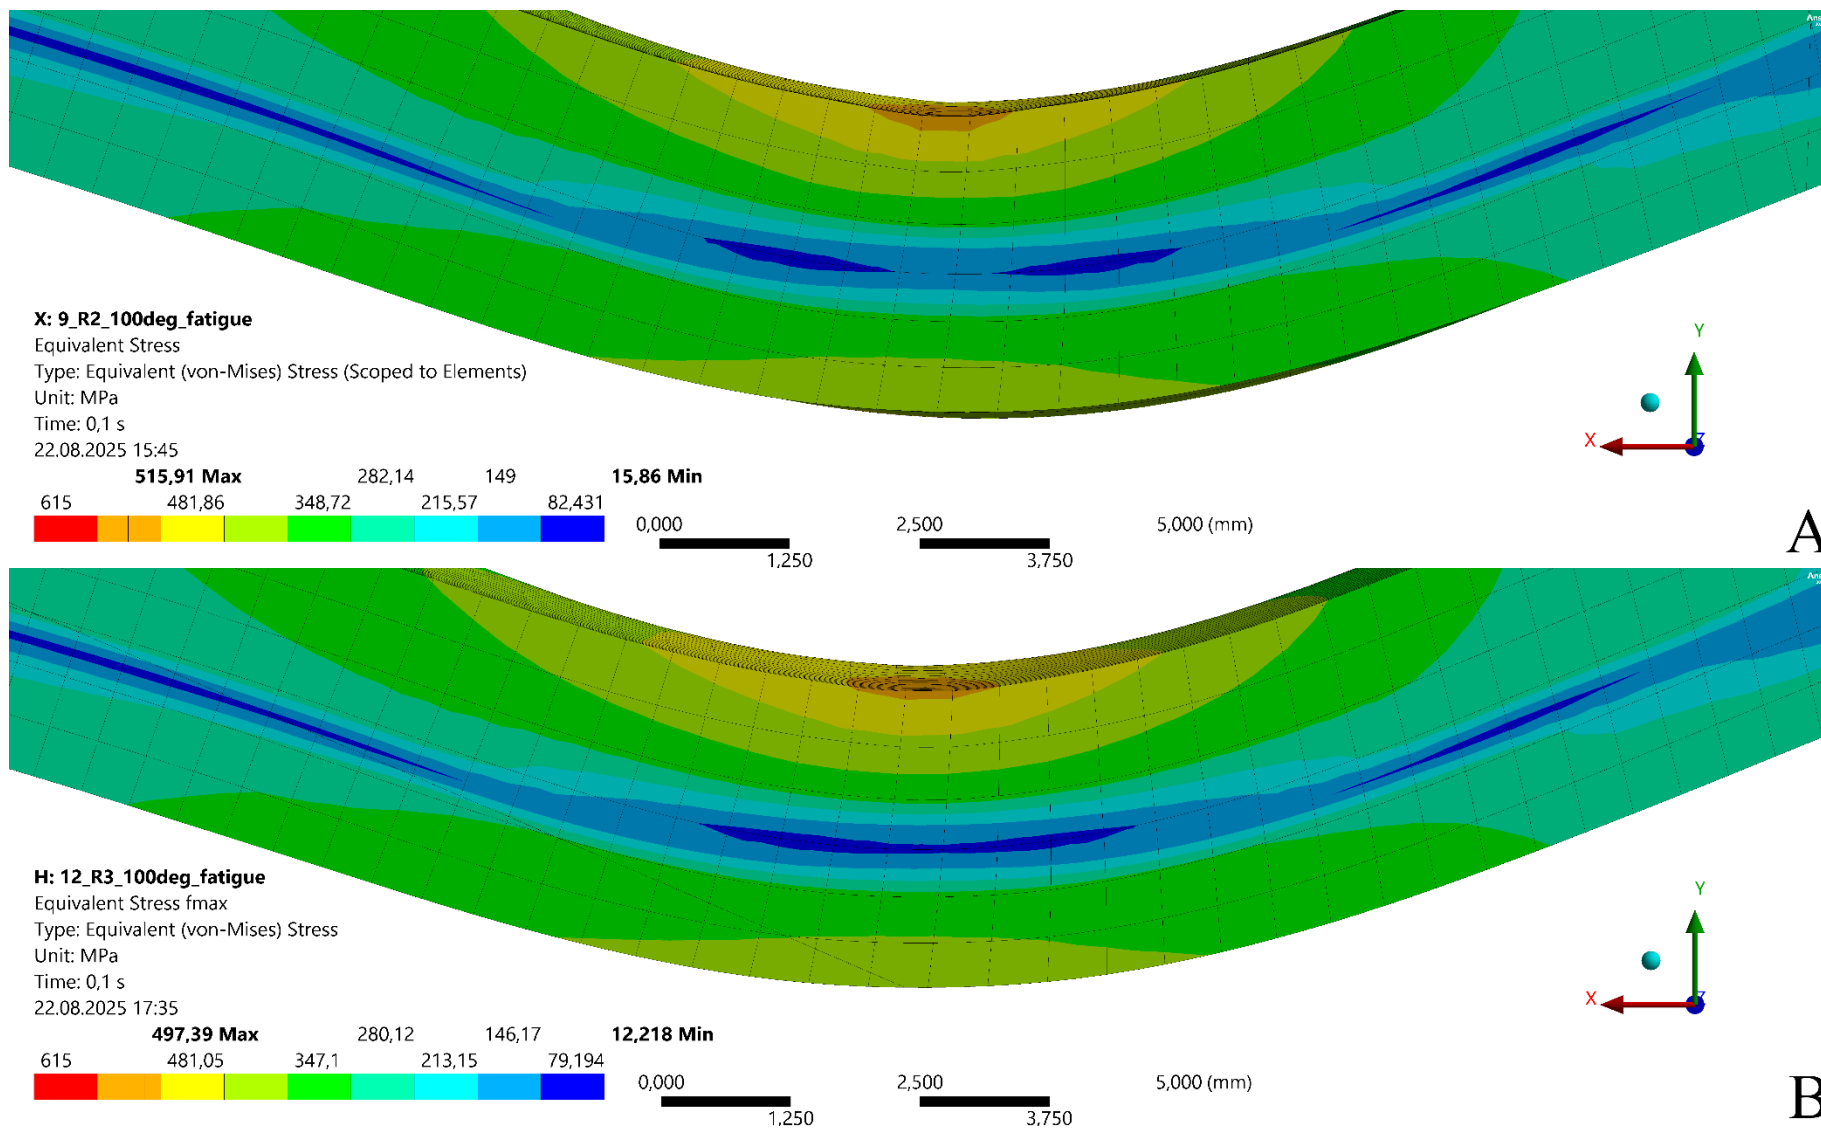 Ans
X: 9_R2_100deg_fatigue
Equivalent Stress
Type: Equivalent (von-Mises) Stress (Scoped to Elements)
Unit: MPa
Time: 0,1 s
22.08.2025 15:45
515,91 Max 282,14 149 15,86 Min
615 481,86 348,72 215,57 82,431
0,000 2,500 5,000 (mm)
1,250 3,750
Y
X
Z
A
Ans
H: 12_R3_100deg_fatigue
Equivalent Stress fmax
Type: Equivalent (von-Mises) Stress
Unit: MPa
Time: 0,1 s
22.08.2025 17:35
497,39 Max 280,12 146,17 12,218 Min
615 481,05 347,1 213,15 79,194
0,000 2,500 5,000 (mm)
1,250 3,750
Y
X
Z
B